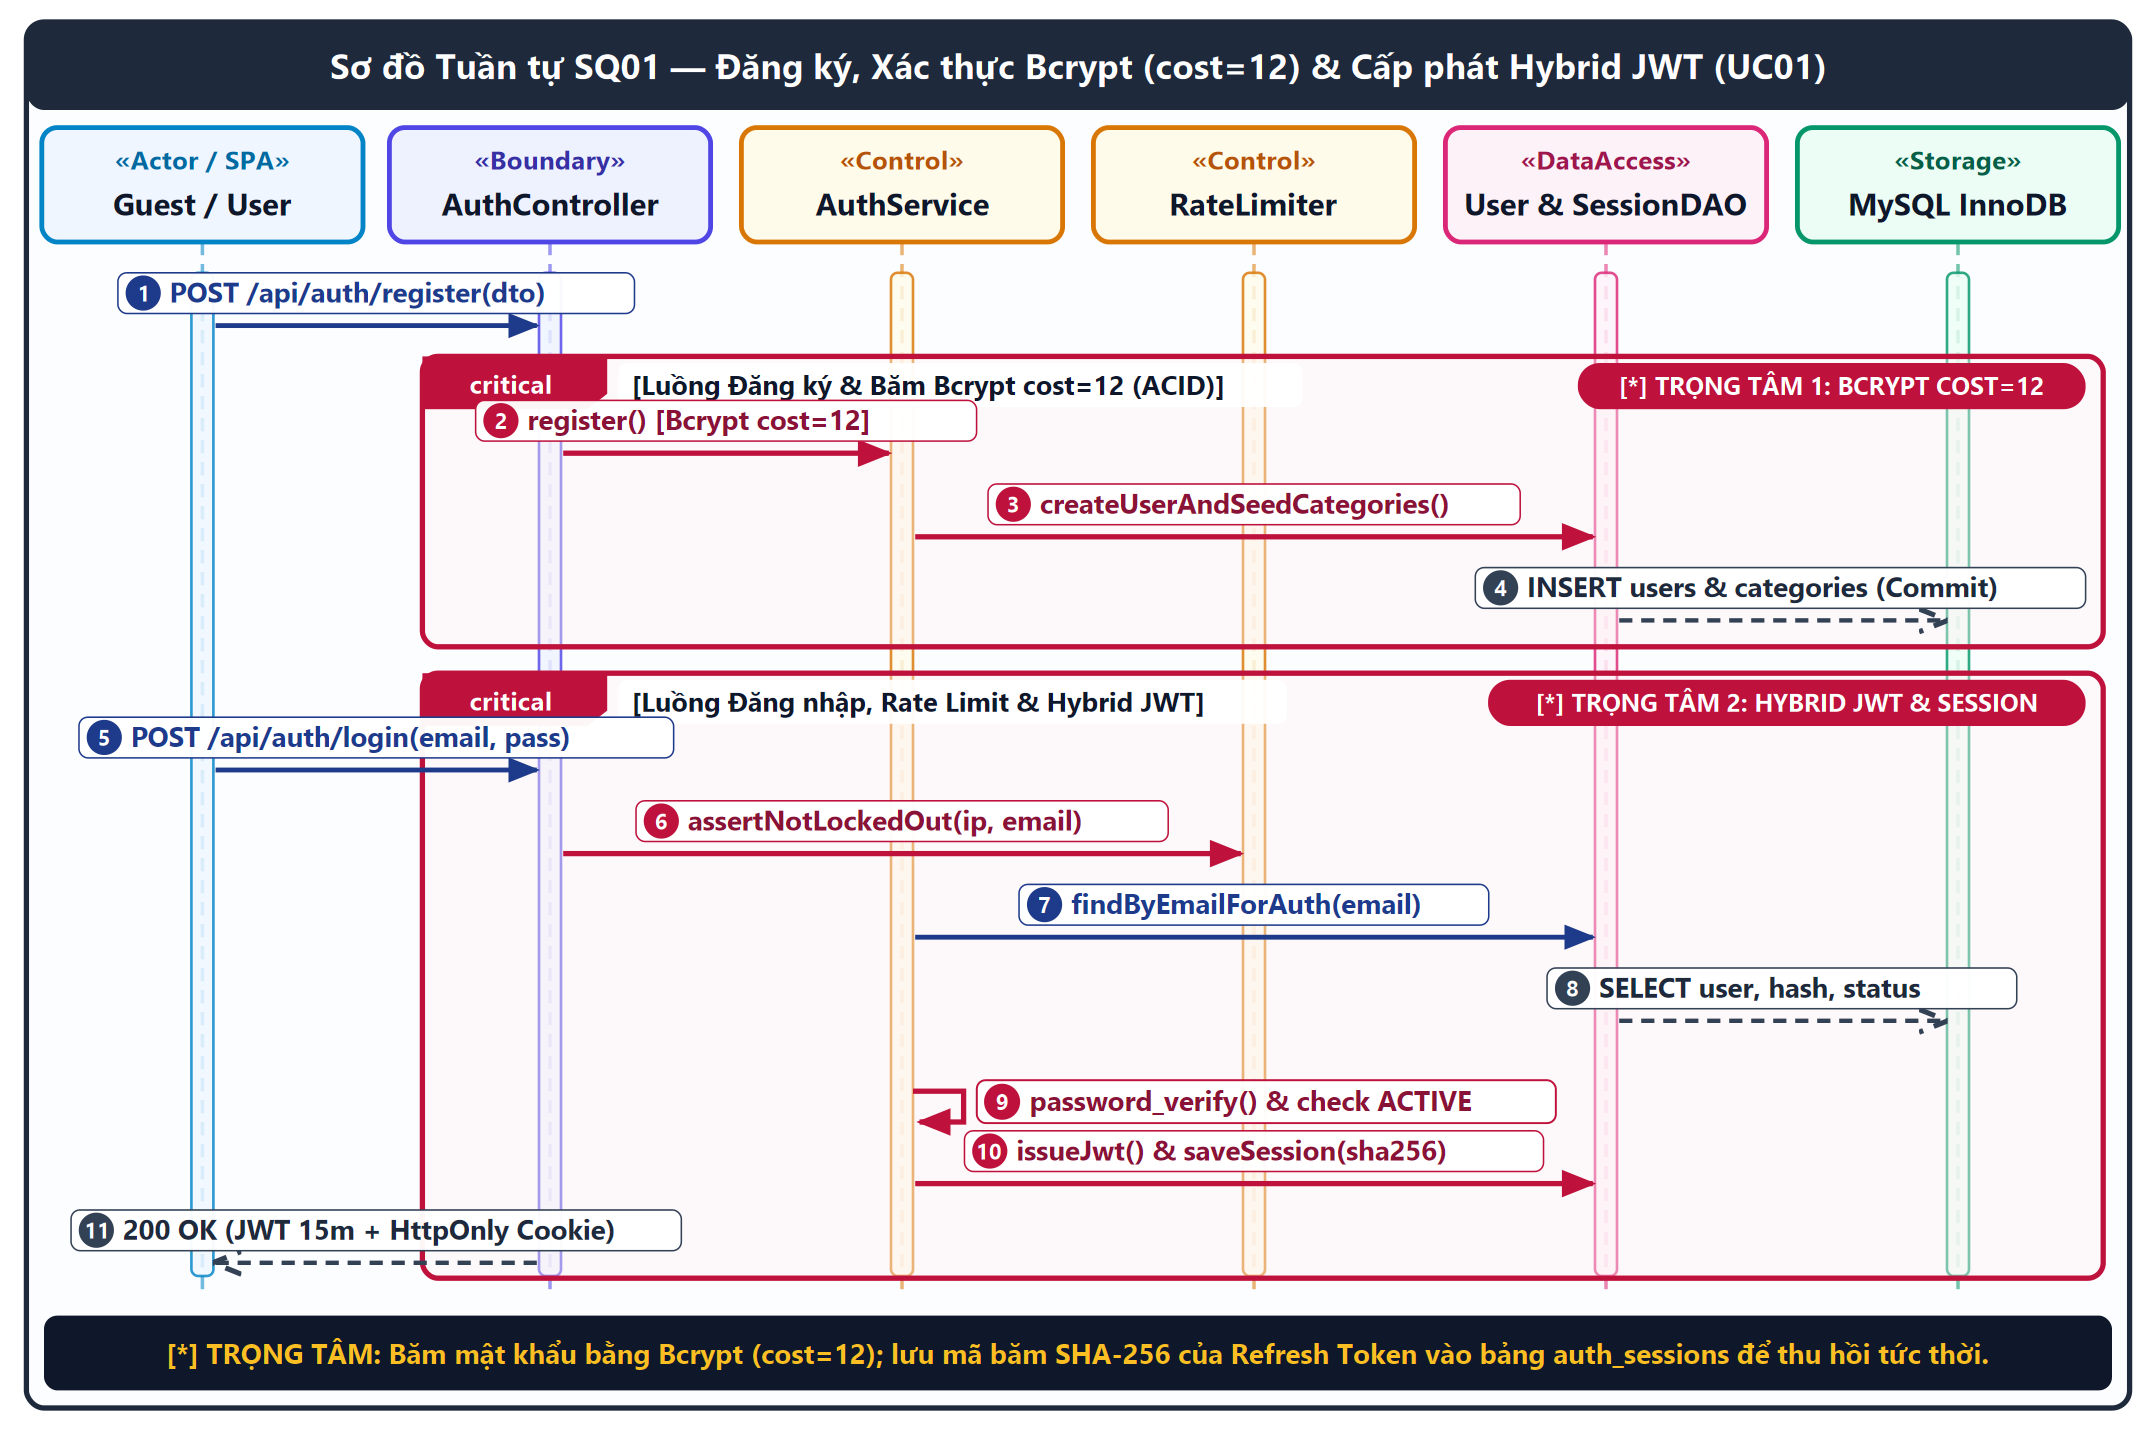 Sơ đồ Tuần tự SQ01 — Đăng ký, Xác thực Bcrypt (cost=12) & Cấp phát Hybrid JWT (UC01)
«Actor / SPA»
Guest / User
«Boundary»
AuthController
«Control»
AuthService
«Control»
RateLimiter
«DataAccess»
User & SessionDAO
«Storage»
MySQL InnoDB
1 POST /api/auth/register(dto)
critical [Luồng Đăng ký & Băm Bcrypt cost=12 (ACID)] [*] TRỌNG TÂM 1: BCRYPT COST=12
2 register() [Bcrypt cost=12]
3 createUserAndSeedCategories()
4 INSERT users & categories (Commit)
critical [Luồng Đăng nhập, Rate Limit & Hybrid JWT] [*] TRỌNG TÂM 2: HYBRID JWT & SESSION
5 POST /api/auth/login(email, pass)
6 assertNotLockedOut(ip, email)
7 findByEmailForAuth(email)
8 SELECT user, hash, status
9 password_verify() & check ACTIVE
10 issueJwt() & saveSession(sha256)
11 200 OK (JWT 15m + HttpOnly Cookie)
[*] TRỌNG TÂM: Băm mật khẩu bằng Bcrypt (cost=12); lưu mã băm SHA-256 của Refresh Token vào bảng auth_sessions để thu hồi tức thời.